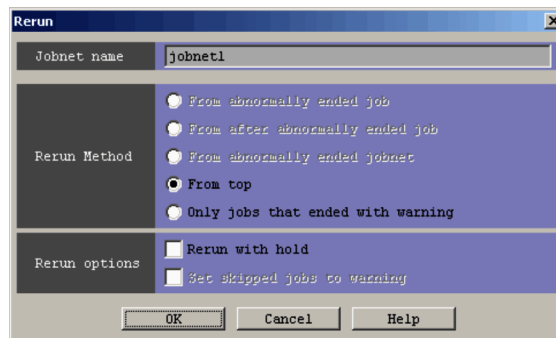 Rerun
Jobnet name
jobnet1
Rerun Method
From abnormally ended job
From after abnormally ended job
From abnormally ended jobnet
From top
Only jobs that ended with warning
Rerun options
Rerun with hold
Set skipped jobs to warning
OK Cancel Help